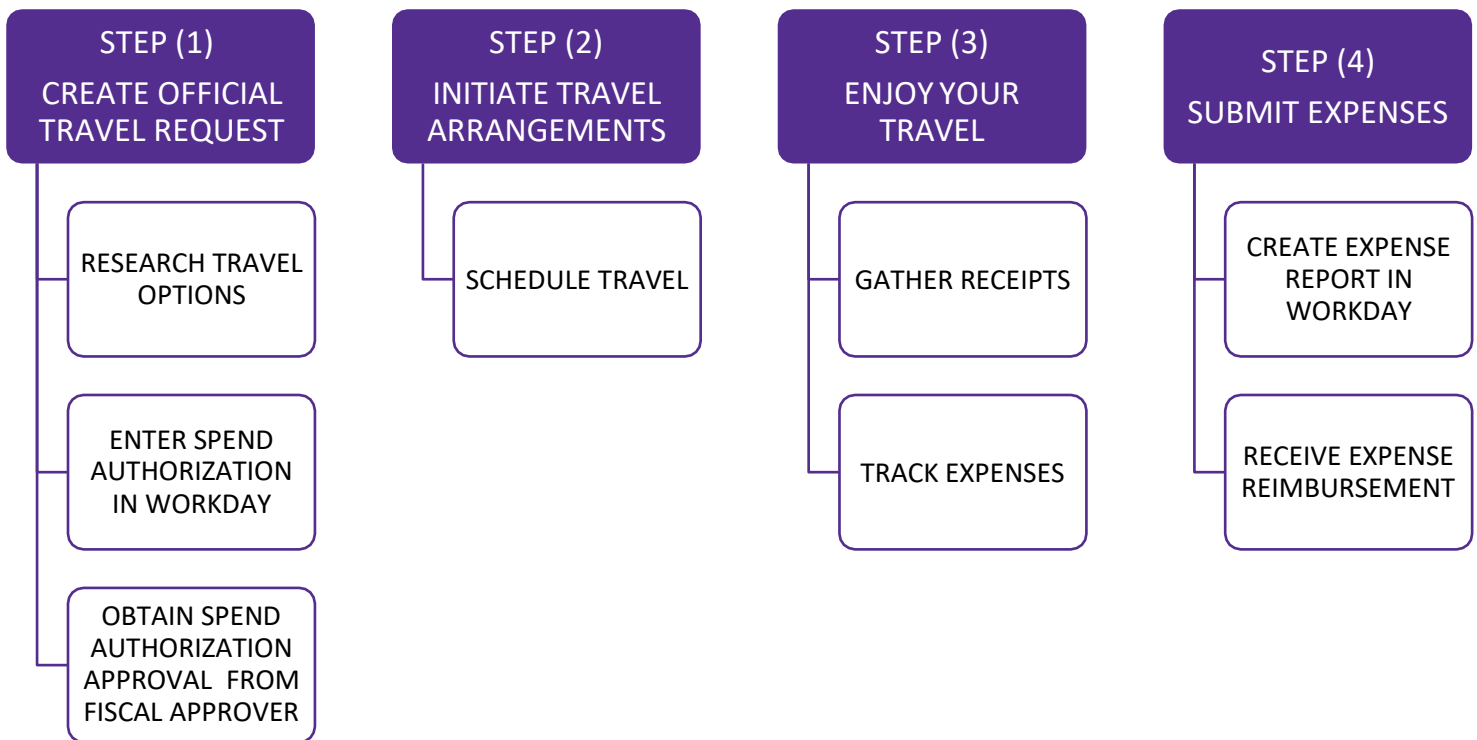 STEP (1)
CREATE OFFICIAL
TRAVEL REQUEST
RESEARCH TRAVEL
OPTIONS
ENTER SPEND
AUTHORIZATION
IN WORKDAY
OBTAIN SPEND
AUTHORIZATION
APPROVAL  FROM
FISCAL APPROVER
STEP (2)
INITIATE TRAVEL
ARRANGEMENTS
SCHEDULE TRAVEL
STEP (3)
ENJOY YOUR
TRAVEL
GATHER RECEIPTS
TRACK EXPENSES
STEP (4)
SUBMIT EXPENSES
CREATE EXPENSE
REPORT IN
WORKDAY
RECEIVE EXPENSE
REIMBURSEMENT